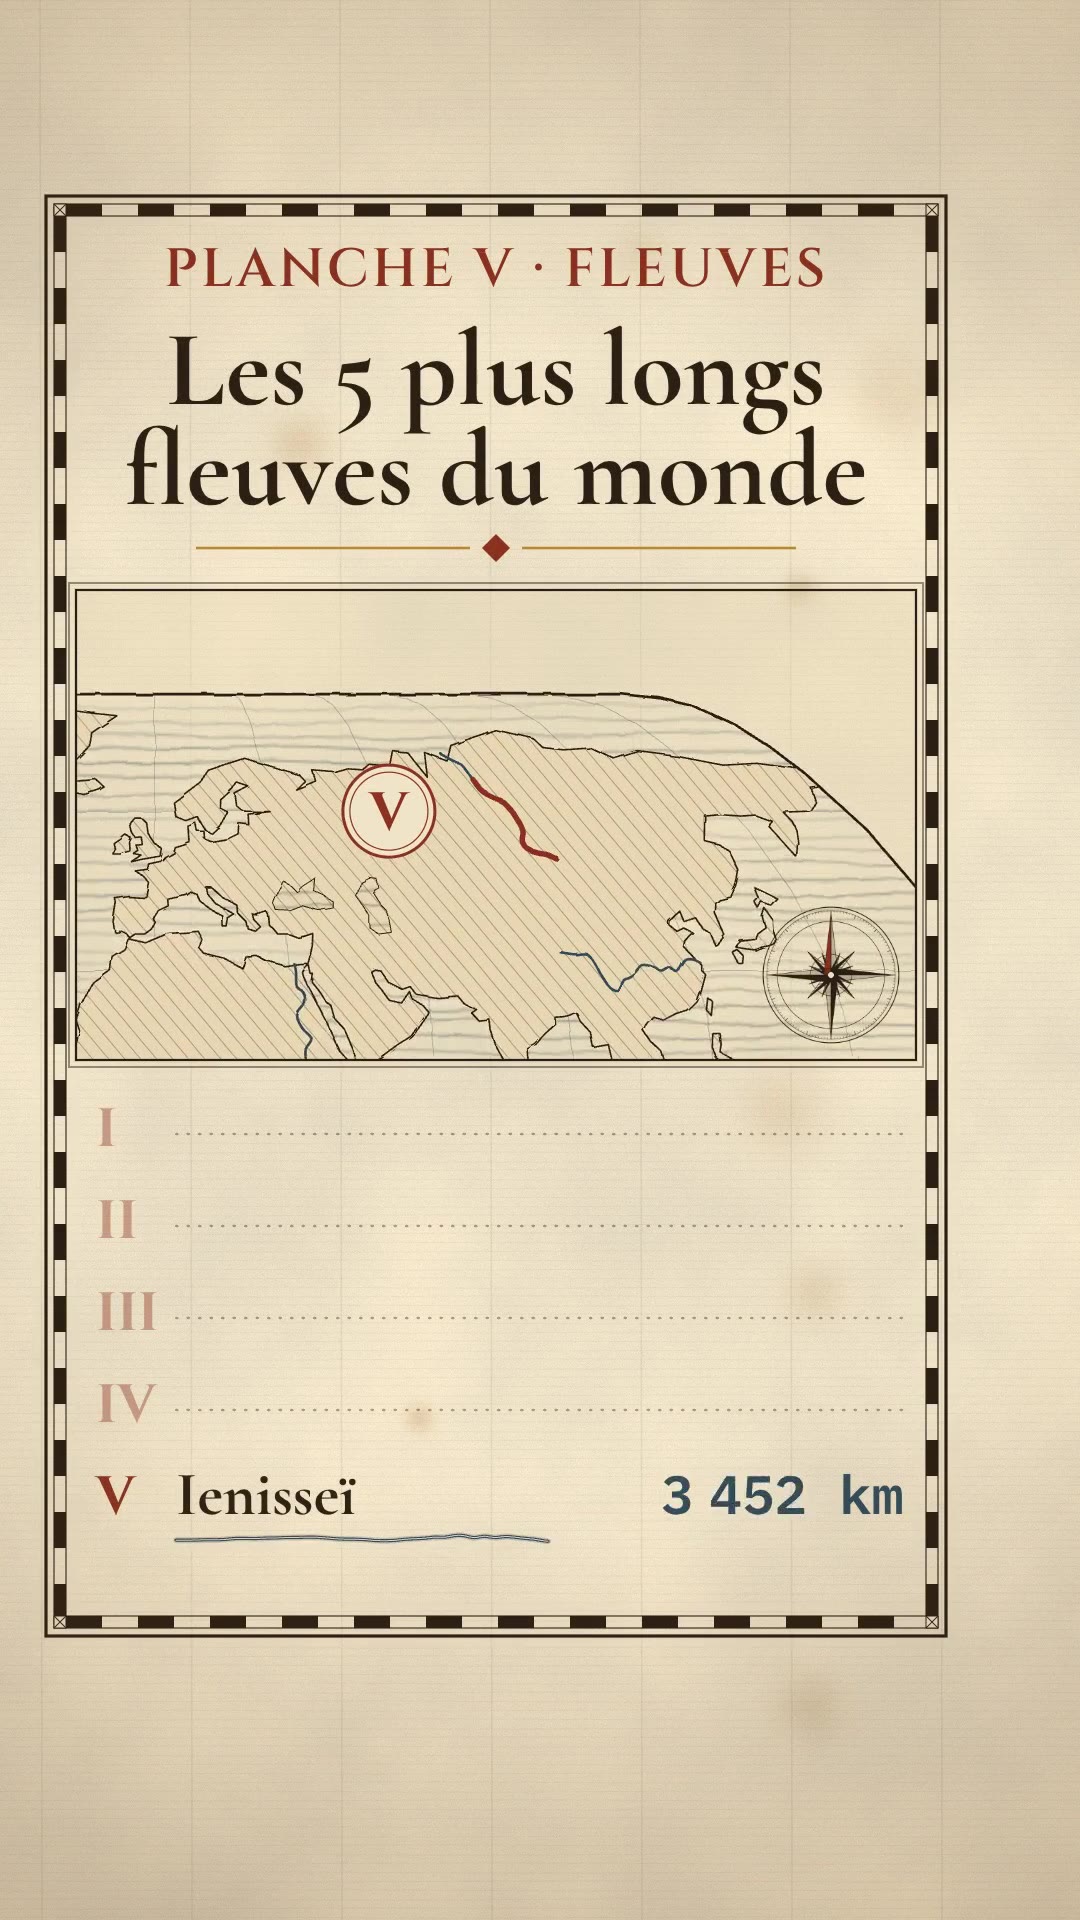 PLANCHE V · FLEUVES
Les 5 plus longs
fleuves du monde
V
I
II
III
IV
V Ienisseï 3 452 km